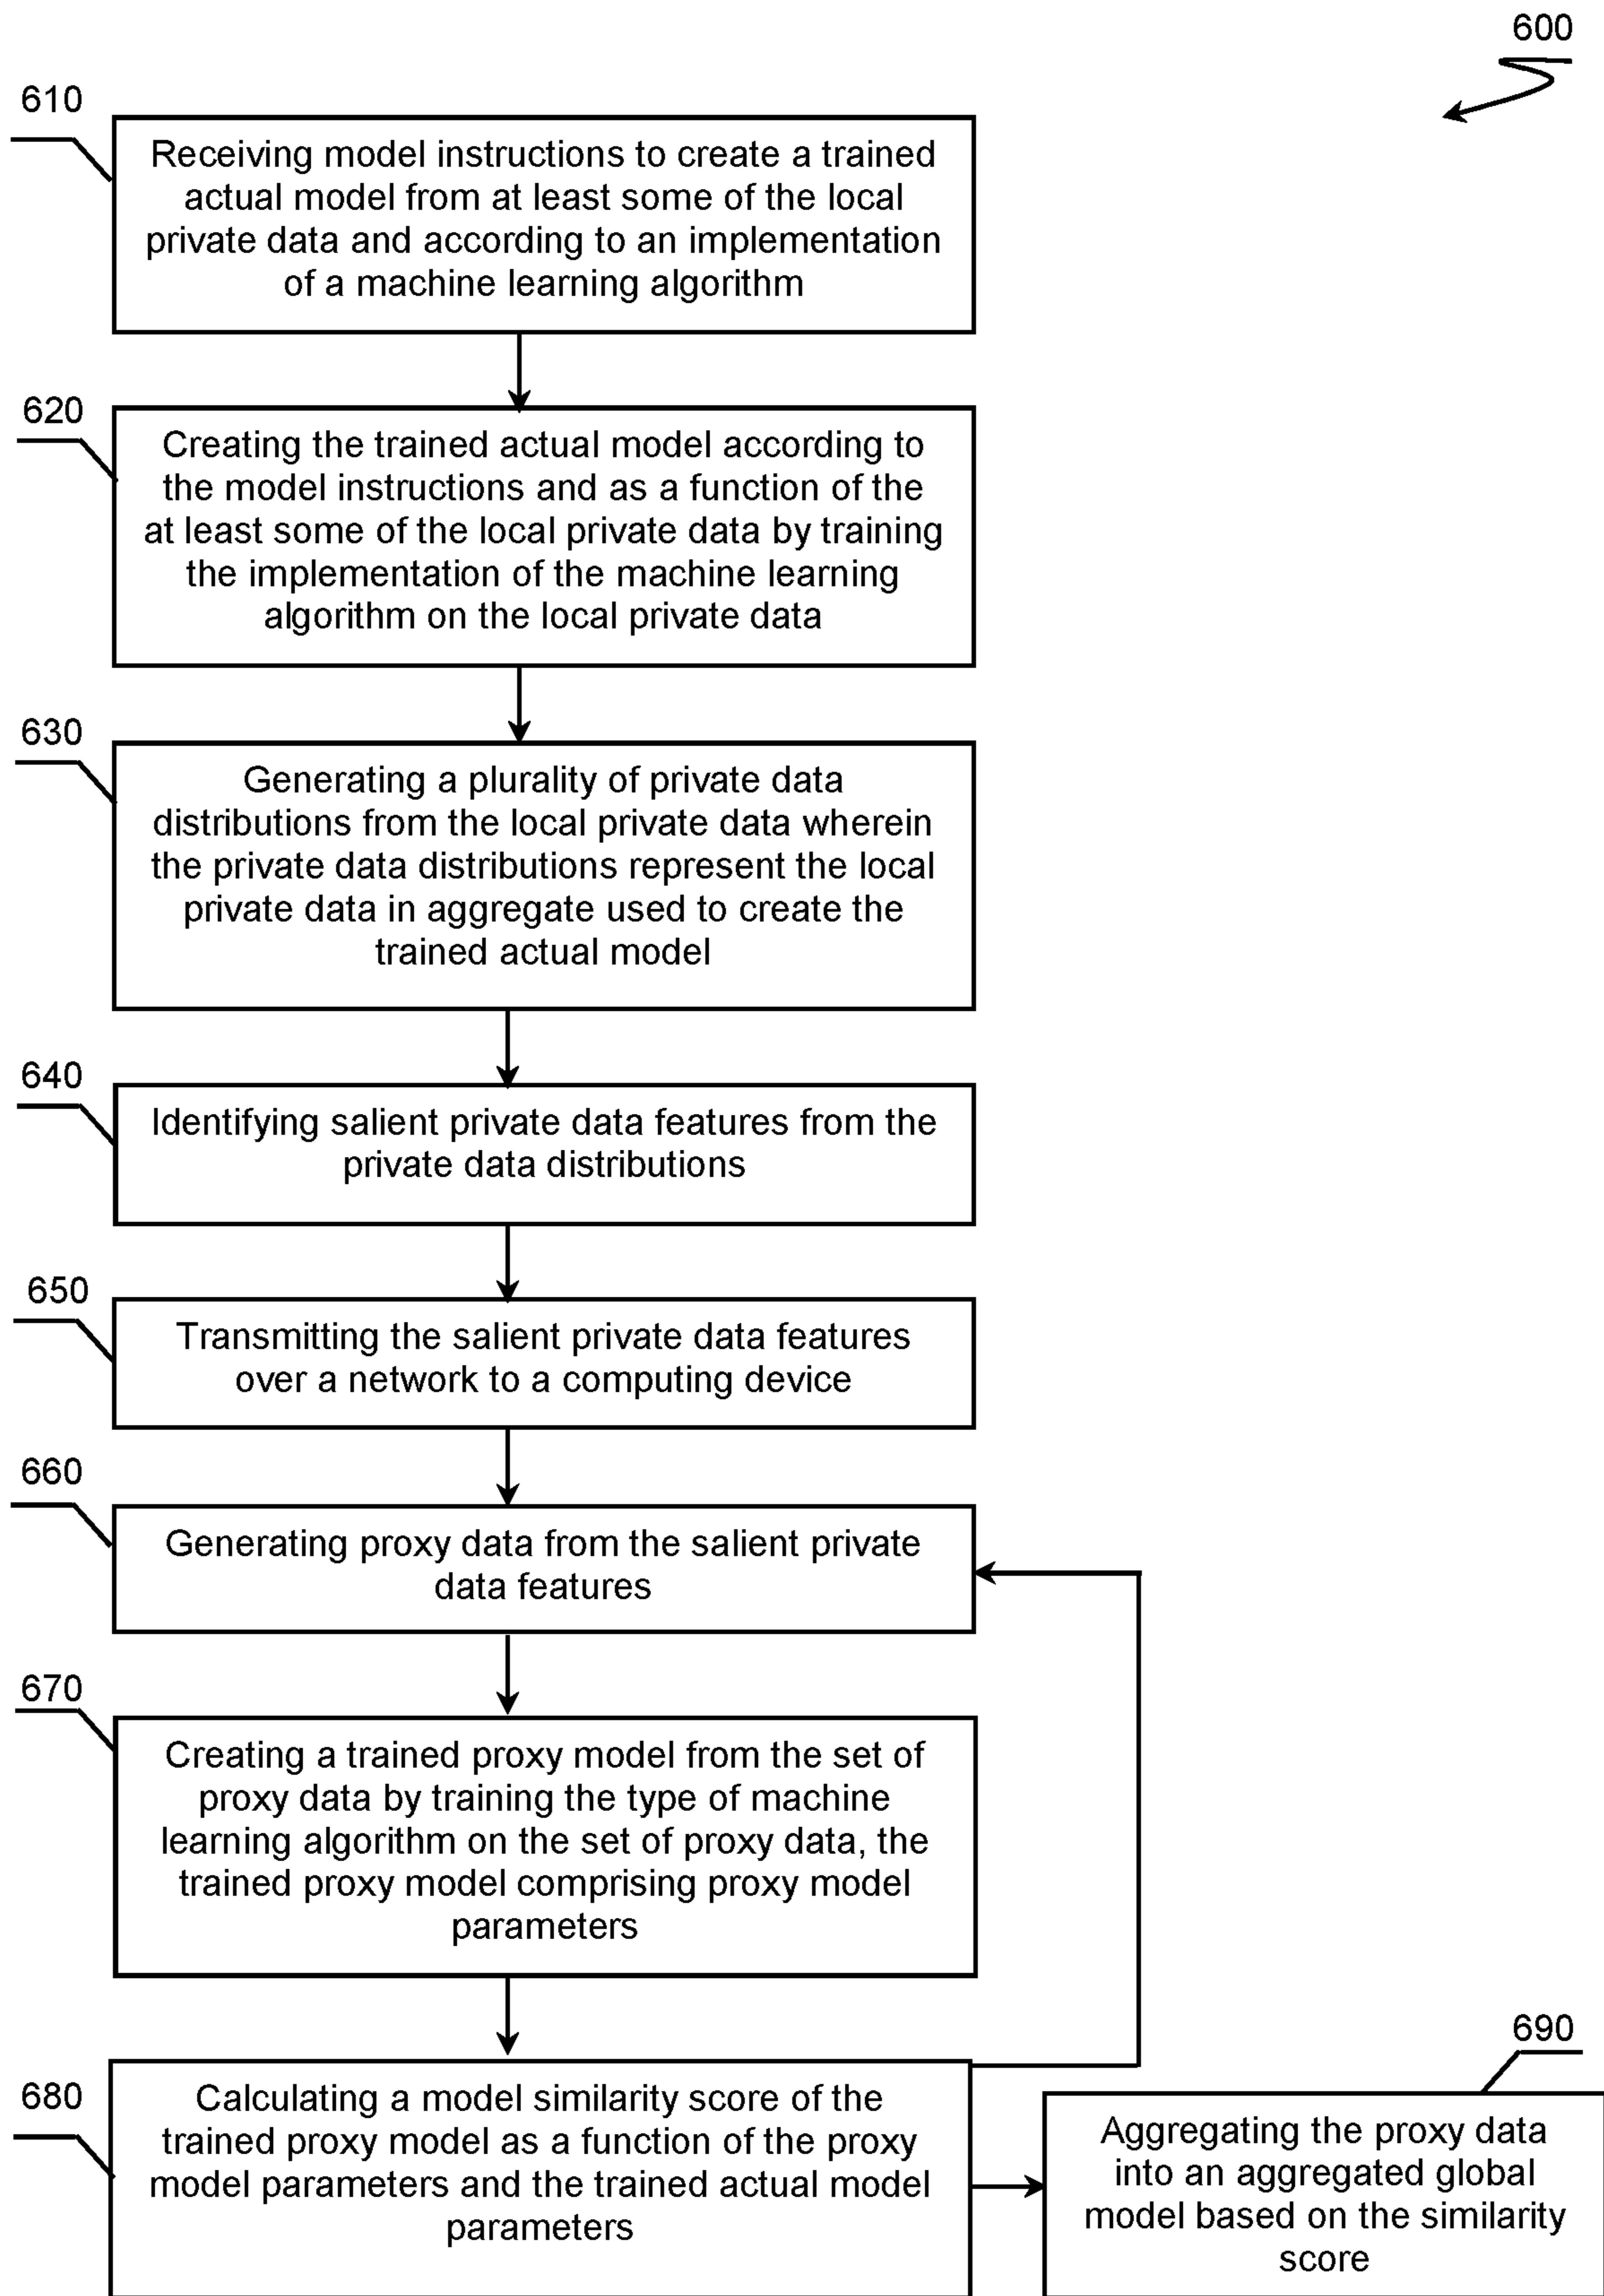 600
610
Receiving model instructions to create a trained
actual model from at least some of the local
private data and according to an implementation
of a machine learning algorithm
620
Creating the trained actual model according to
the model instructions and as a function of the
at least some of the local private data by training
the implementation of the machine learning
algorithm on the local private data
630
Generating a plurality of private data
distributions from the local private data wherein
the private data distributions represent the local
private data in aggregate used to create the
trained actual model
640
Identifying salient private data features from the
private data distributions
650
Transmitting the salient private data features
over a network to a computing device
660
Generating proxy data from the salient private
data features
670
Creating a trained proxy model from the set of
proxy data by training the type of machine
learning algorithm on the set of proxy data, the
trained proxy model comprising proxy model
parameters
680
Calculating a model similarity score of the
trained proxy model as a function of the proxy
model parameters and the trained actual model
parameters
690
Aggregating the proxy data
into an aggregated global
model based on the similarity
score